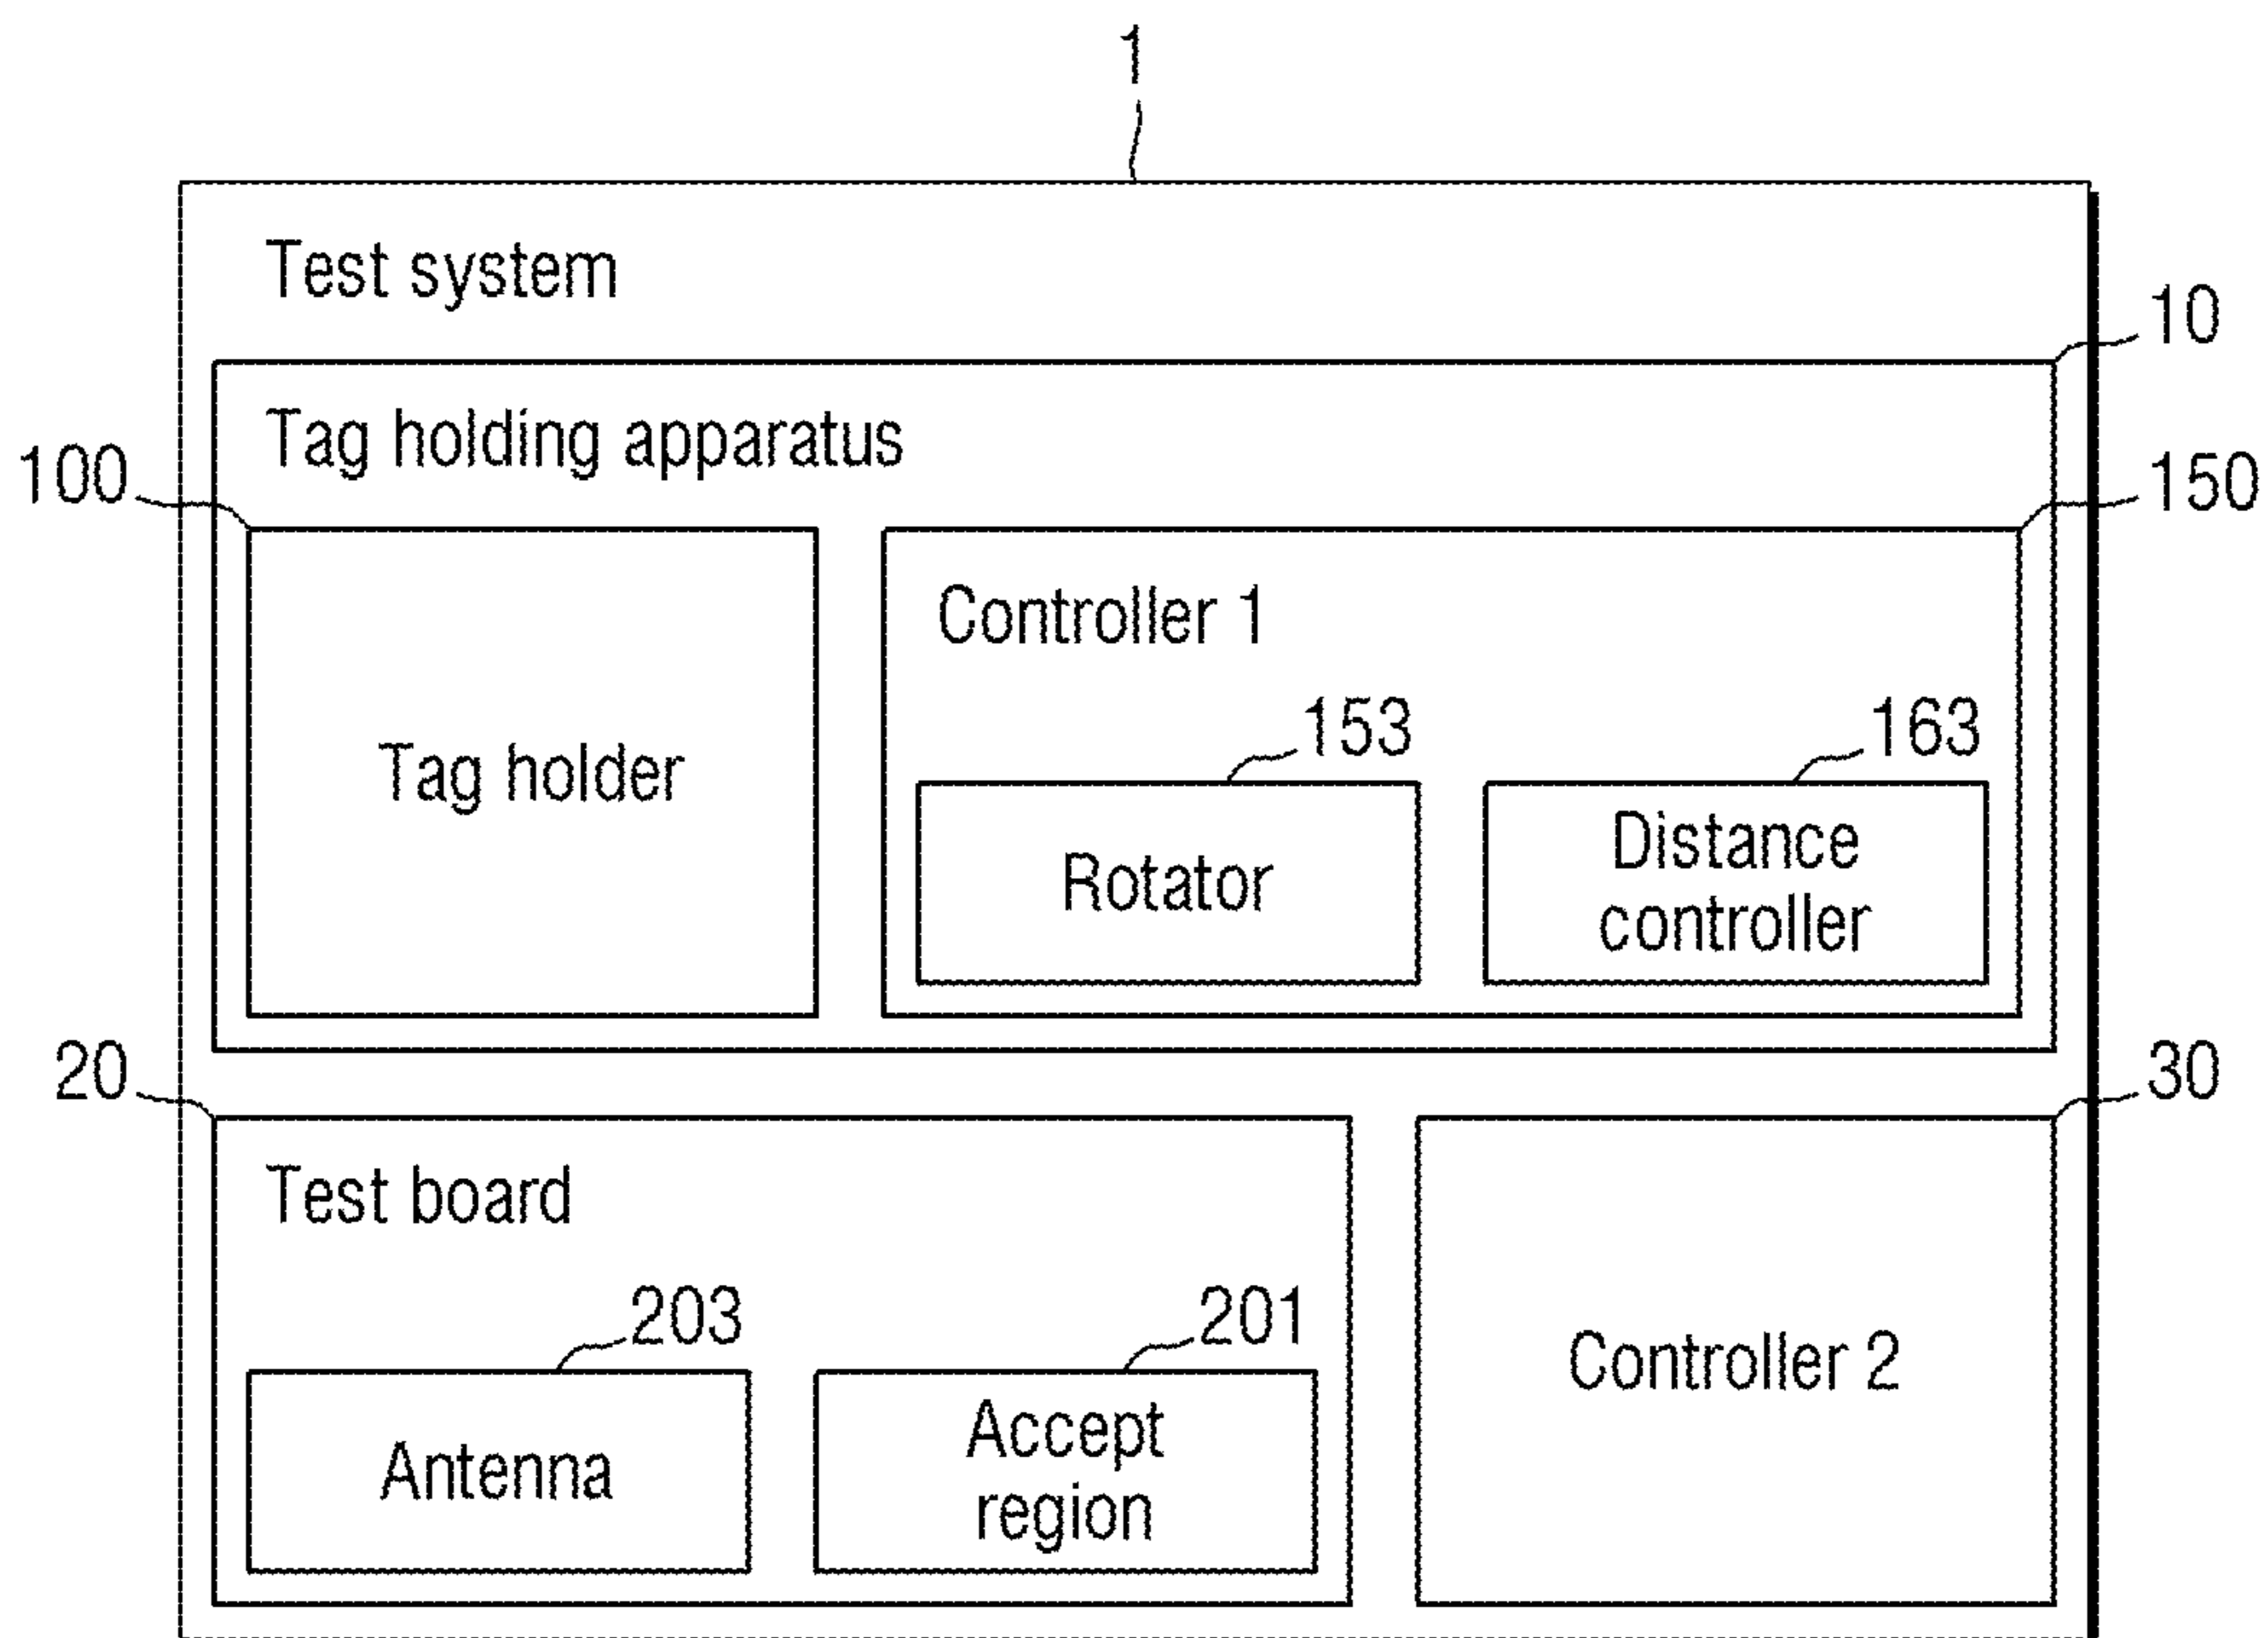 1
Test system
10
Tag holding apparatus
100
150
Controller 1
Tag holder
153
163
Rotator
Distance
controller
20
30
Test board
203
201
Controller 2
Antenna
Accept
region